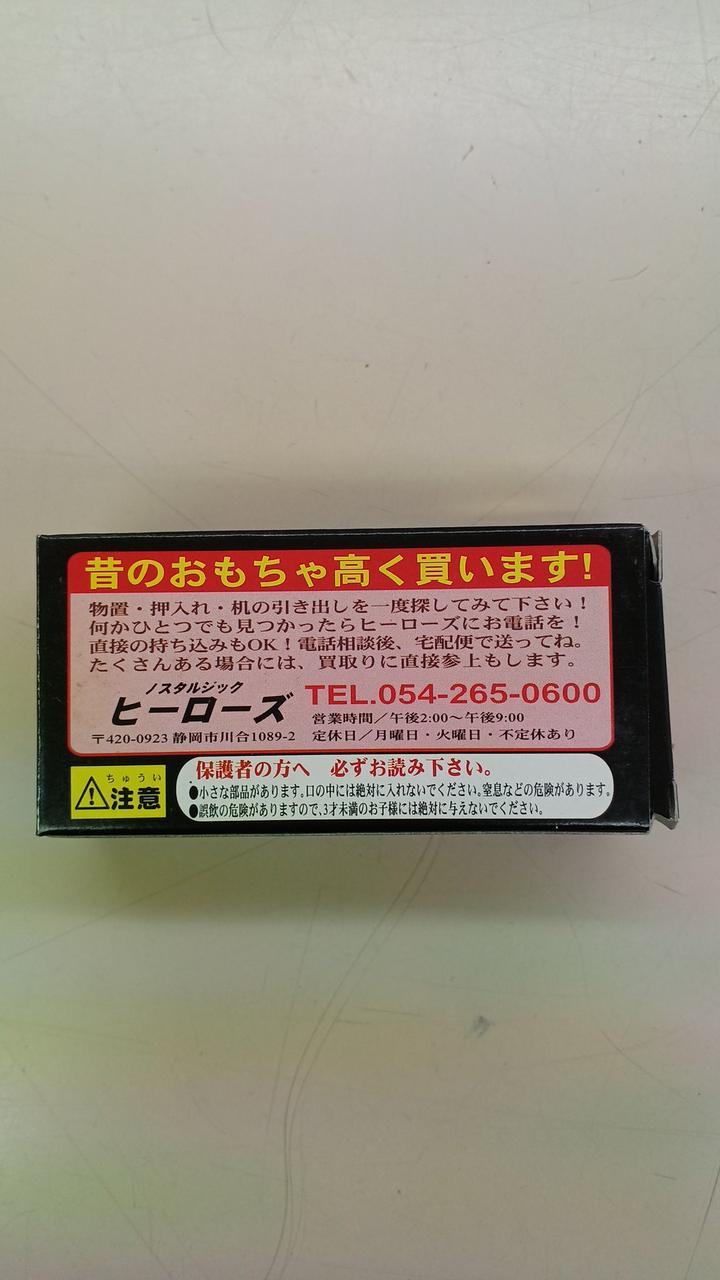 昔のおもちゃ高く買います!
物置・押入れ・机の引き出しを一度探してみて下さい！
何かひとつでも見つかったらヒーローズにお電話を！
直接の持ち込みもOK！電話相談後、宅配便で送ってね。
たくさんある場合には、買取りに直接参上もします。
ノスタルジック
ヒーローズ
TEL.054-265-0600
営業時間／午後2:00〜午後9:00
〒420-0923 静岡市川合1089-2
定休日／月曜日・火曜日・不定休あり
ちゅうい
注意
保護者の方へ 必ずお読み下さい。
●小さな部品があります。口の中には絶対に入れないでください。窒息などの危険があります。
●誤飲の危険がありますので、3才未満のお子様には絶対に与えないでください。